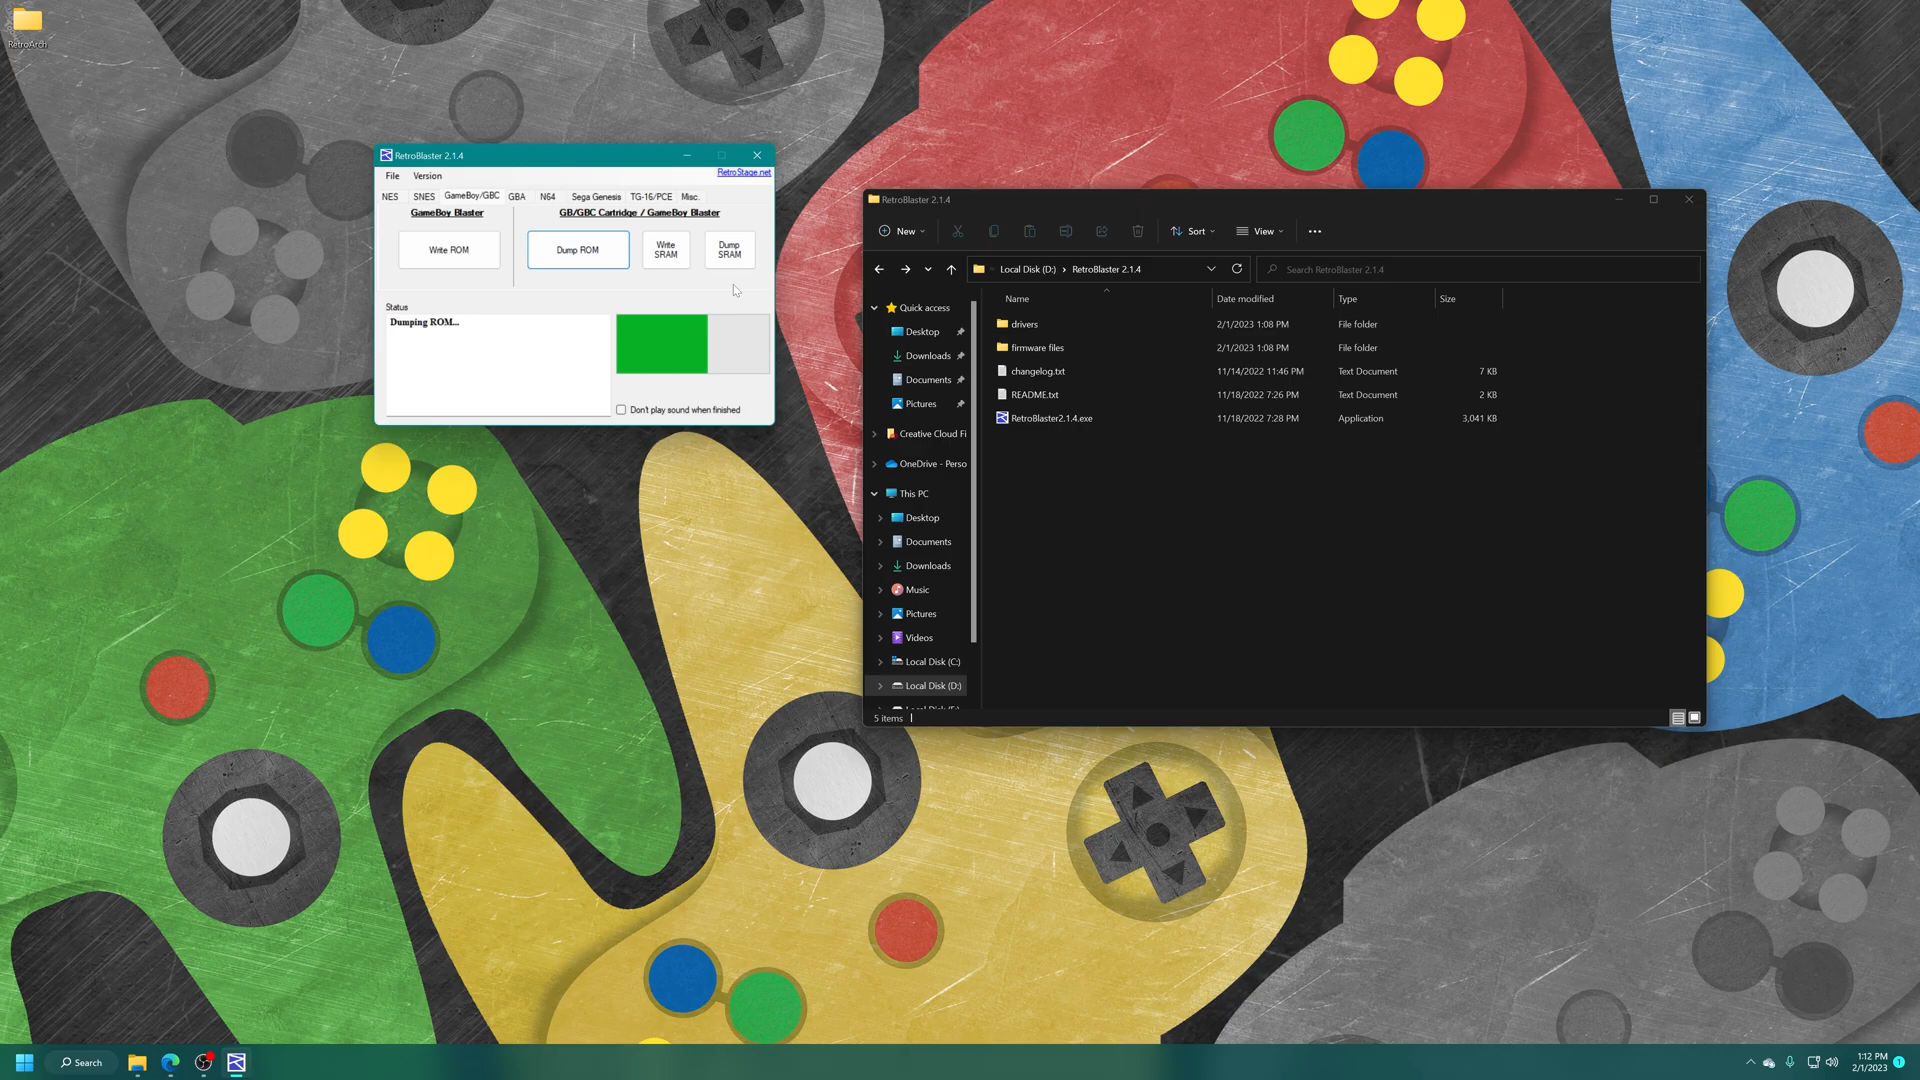 RetroArch
RetroBlaster 2.1.4
File Version
RetroStage.net
NES SNES GameBoy/GBC GBA N64 Sega Genesis TG-16/PCE Misc.
GameBoy Blaster
GB/GBC Cartridge / GameBoy Blaster
Write ROM
Dump ROM
Write SRAM
Dump SRAM
Status
Dumping ROM...
Don't play sound when finished
RetroBlaster 2.1.4
New Sort View
Local Disk (D:) RetroBlaster 2.1.4
Search RetroBlaster 2.1.4
Name Date modified Type Size
drivers 2/1/2023 1:08 PM File folder
firmware files 2/1/2023 1:08 PM File folder
changelog.txt 11/14/2022 11:46 PM Text Document 7 KB
README.txt 11/18/2022 7:26 PM Text Document 2 KB
RetroBlaster2.1.4.exe 11/18/2022 7:28 PM Application 3,041 KB
Quick access
Desktop
Downloads
Documents
Pictures
Creative Cloud Fi
OneDrive - Perso
This PC
Desktop
Documents
Downloads
Music
Pictures
Videos
Local Disk (C:)
Local Disk (D:)
5 items
Search
1:12 PM
2/1/2023
1